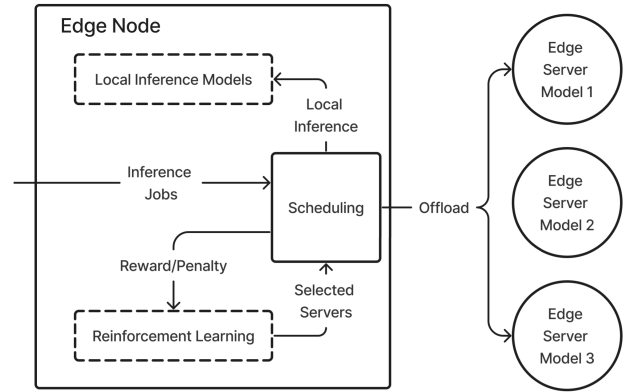 Edge Node
Local Inference Models
Local
Inference
Inference
Jobs
Scheduling
Offload
Reward/Penalty
Selected
Servers
Reinforcement Learning
Edge
Server
Model 1
Edge
Server
Model 2
Edge
Server
Model 3